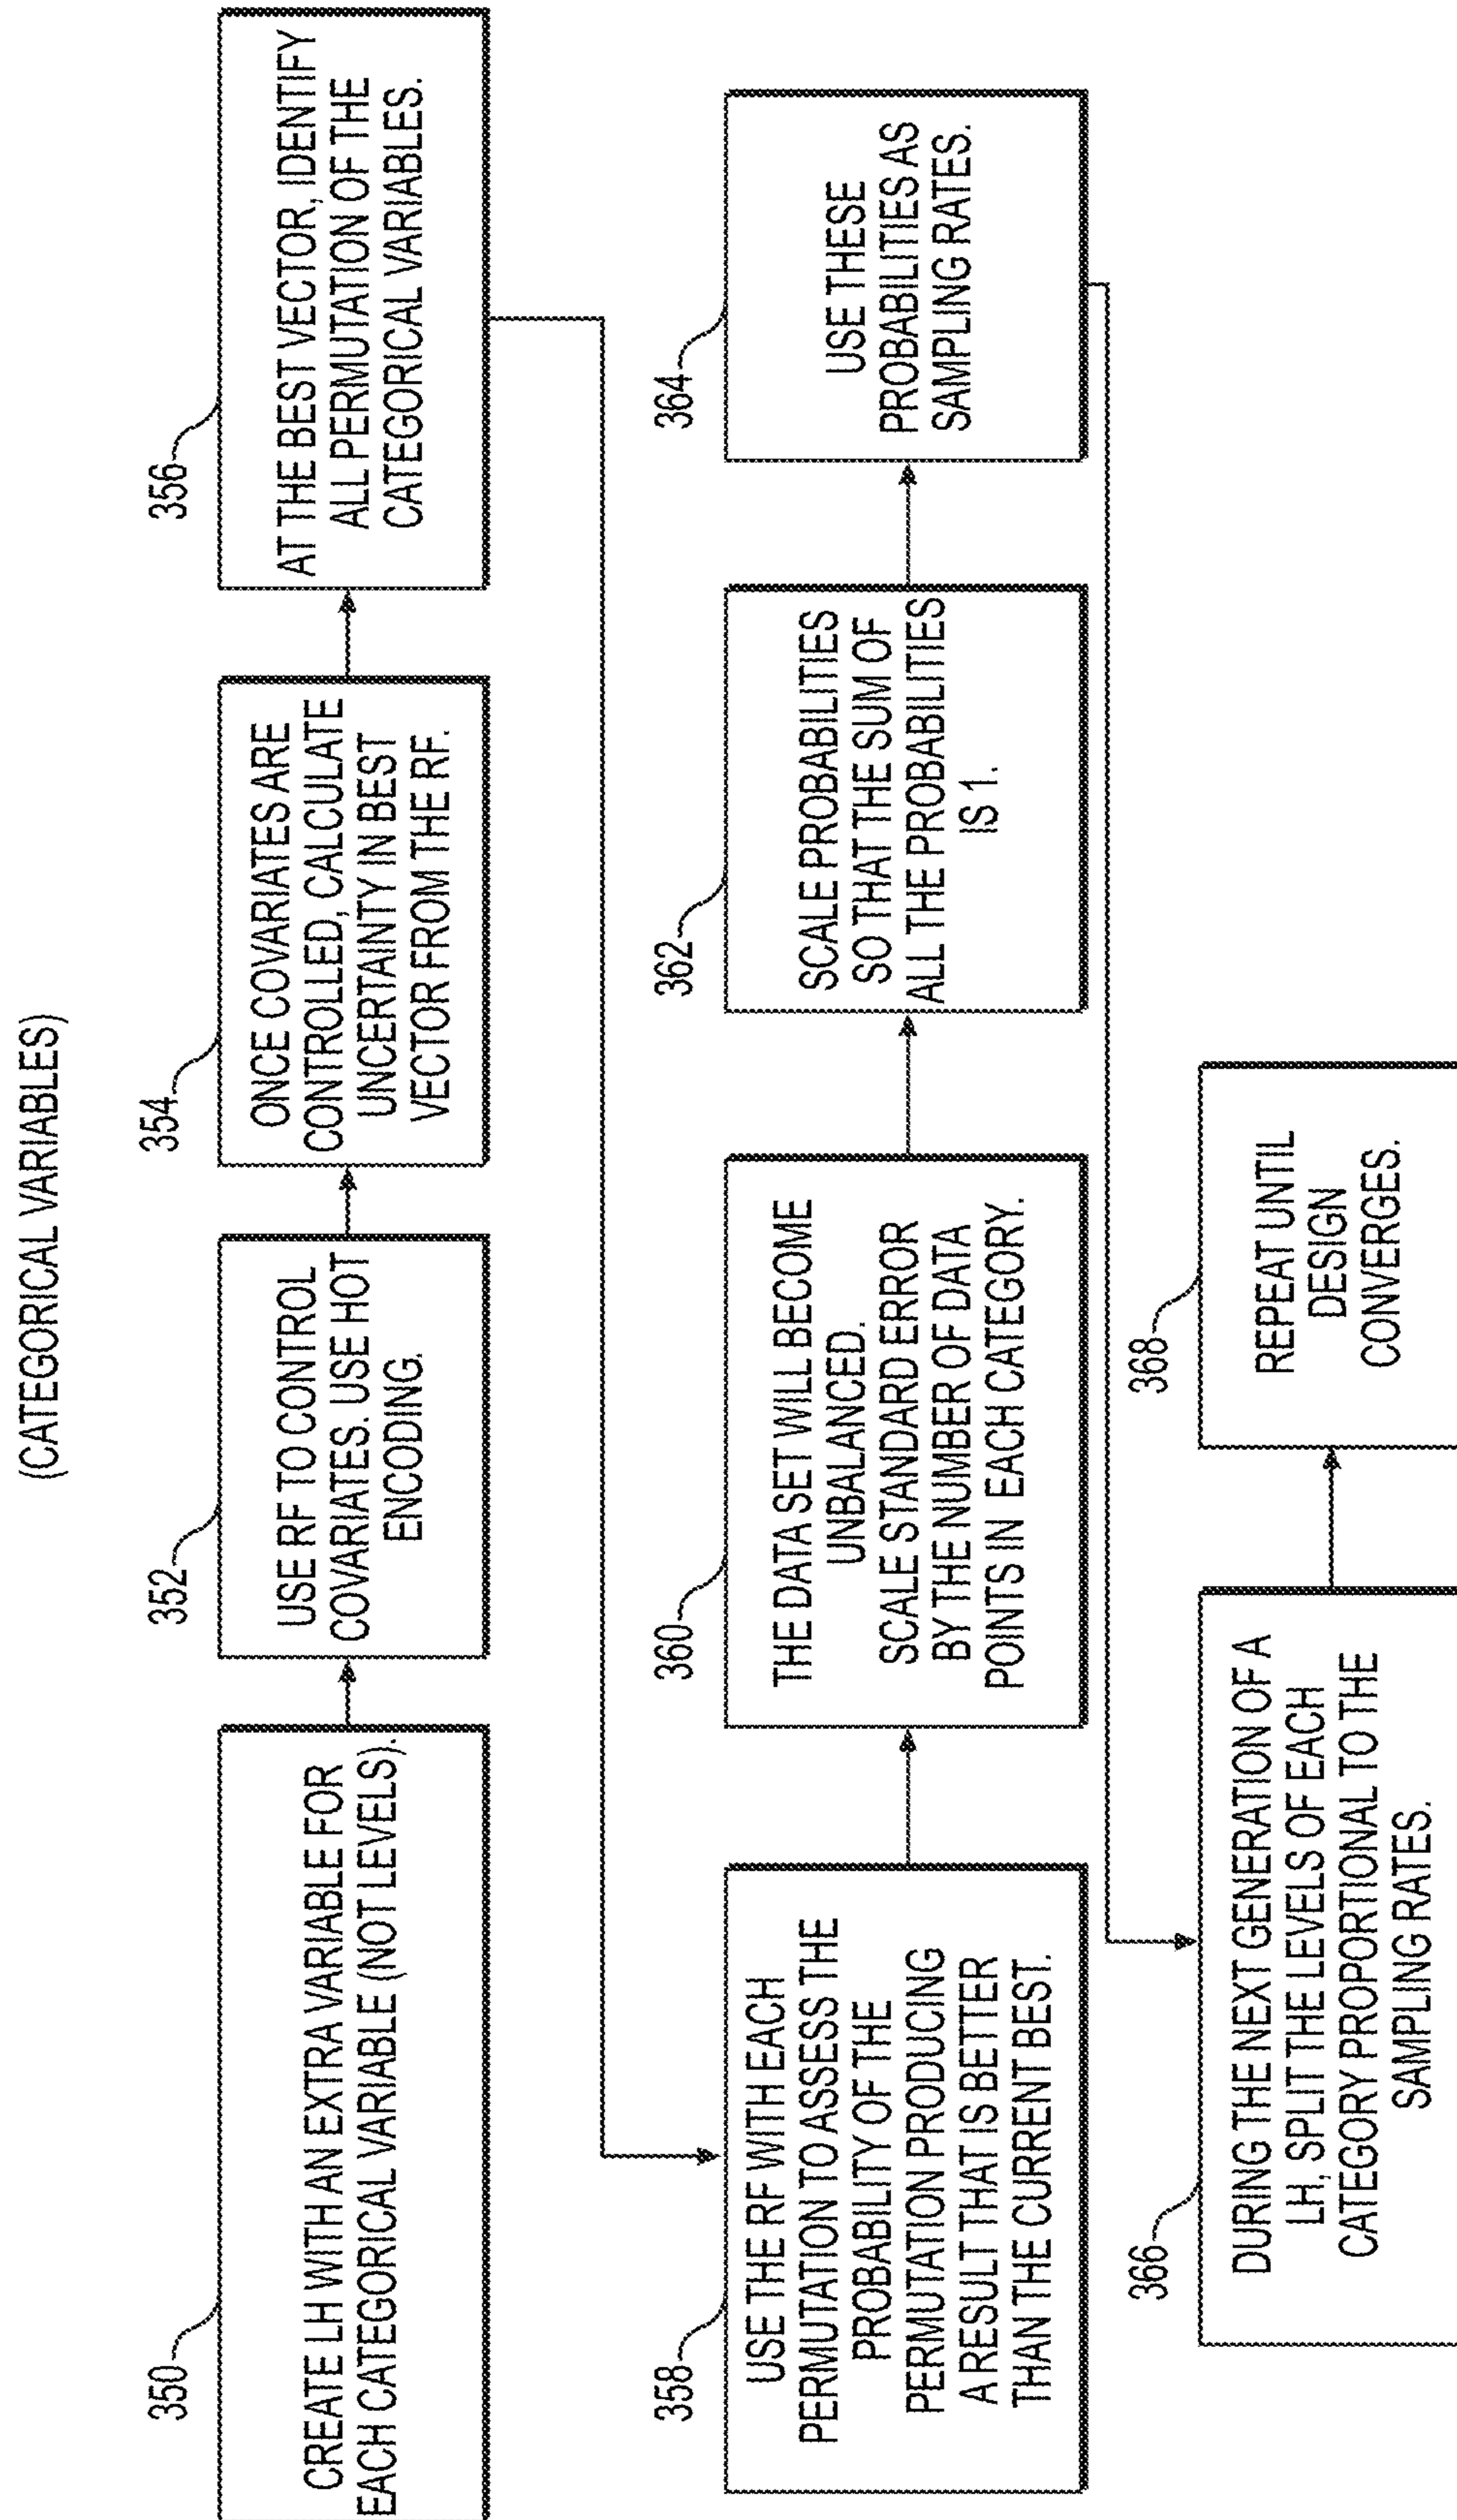 (CATEGORICAL VARIABLES)
350
CREATE LH WITH AN EXTRA VARIABLE FOR
EACH CATEGORICAL VARIABLE (NOT LEVELS).
352
USE RF TO CONTROL
COVARIATES. USE HOT
ENCODING.
354
ONCE COVARIATES ARE
CONTROLLED, CALCULATE
UNCERTAINTY IN BEST
VECTOR FROM THE RF.
356
AT THE BEST VECTOR, IDENTIFY
ALL PERMUTATION OF THE
CATEGORICAL VARIABLES.
358
USE THE RF WITH EACH
PERMUTATION TO ASSESS THE
PROBABILITY OF THE
PERMUTATION PRODUCING
A RESULT THAT IS BETTER
THAN THE CURRENT BEST.
360
THE DATA SET WILL BECOME
UNBALANCED.
SCALE STANDARD ERROR
BY THE NUMBER OF DATA
POINTS IN EACH CATEGORY.
362
SCALE PROBABILITIES
SO THAT THE SUM OF
ALL THE PROBABILITIES
IS 1.
364
USE THESE
PROBABILITIES AS
SAMPLING RATES.
366
DURING THE NEXT GENERATION OF A
LH, SPLIT THE LEVELS OF EACH
CATEGORY PROPORTIONAL TO THE
SAMPLING RATES.
368
REPEAT UNTIL
DESIGN
CONVERGES.